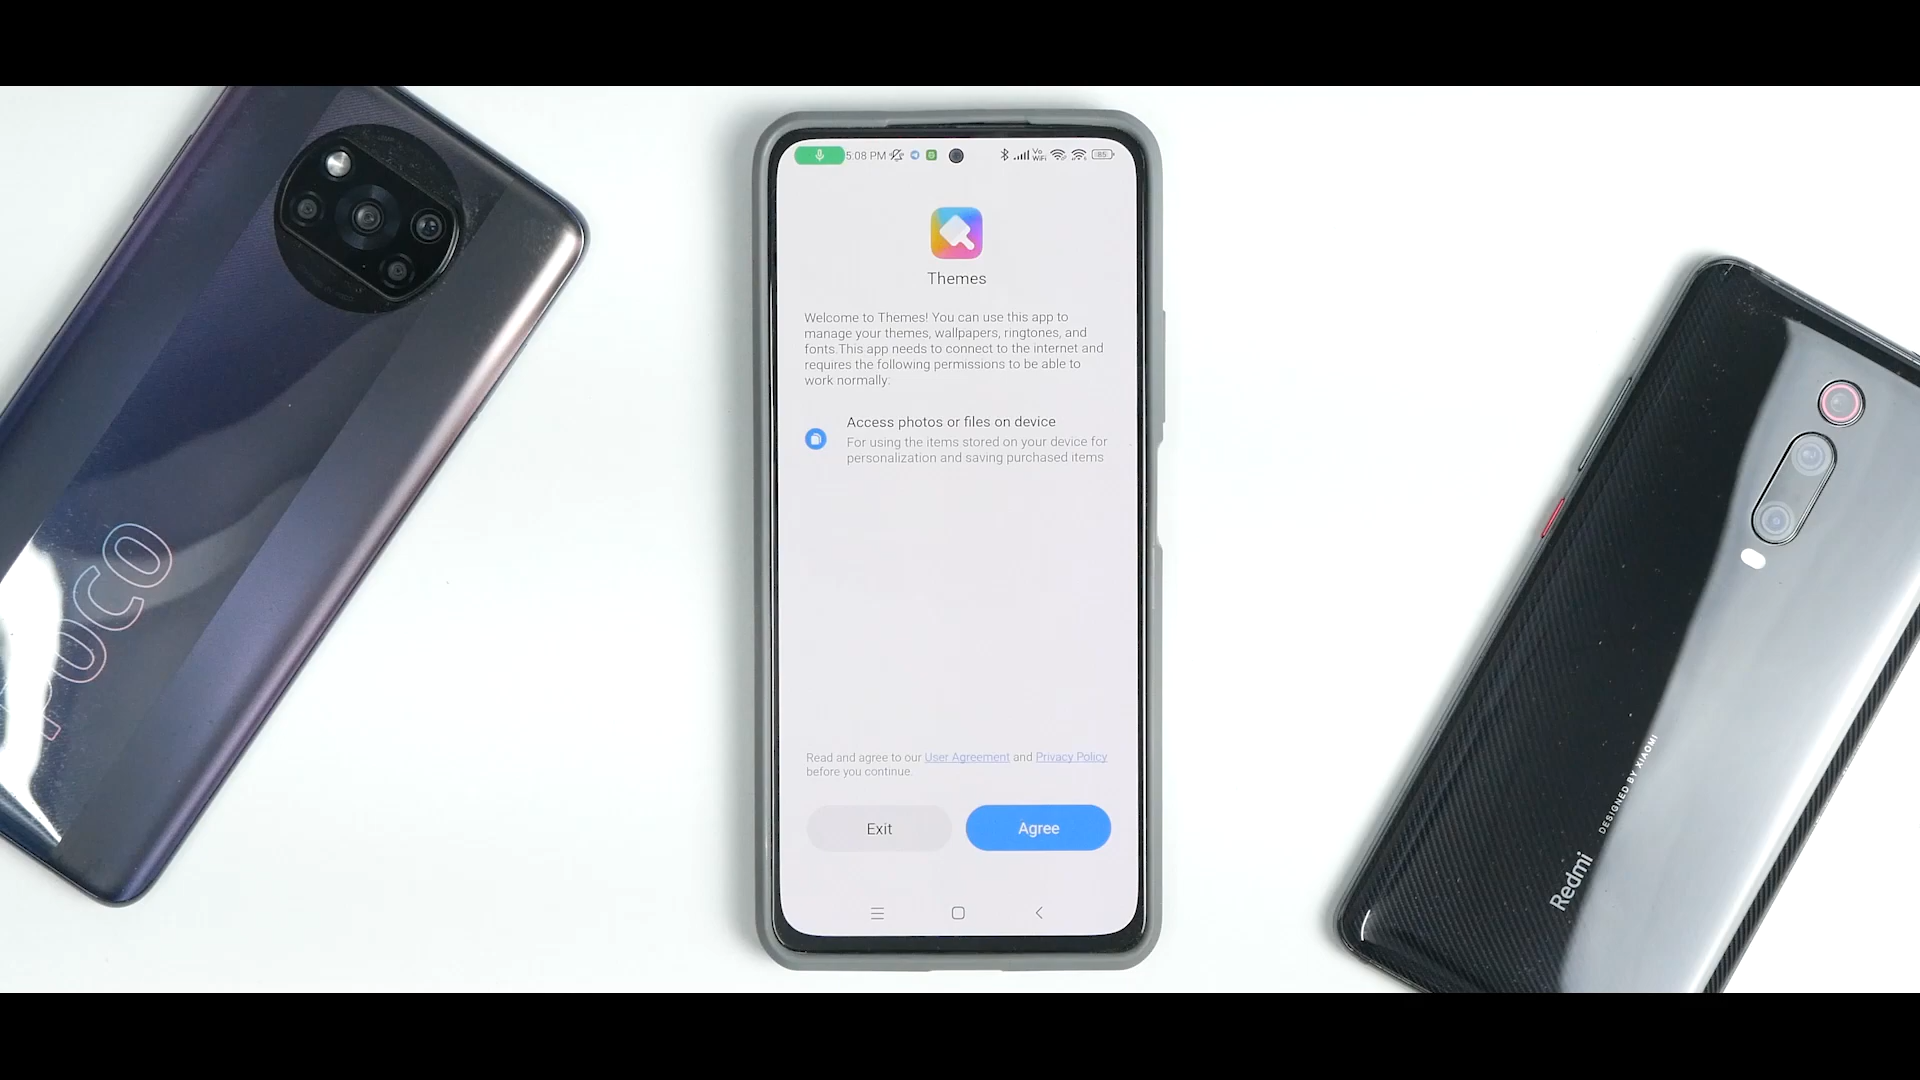 5:08 PM
Vo
WiFi
85
Themes
Welcome to Themes! You can use this app to
manage your themes, wallpapers, ringtones, and
fonts.This app needs to connect to the internet and
requires the following permissions to be able to
work normally:
Access photos or files on device
For using the items stored on your device for
personalization and saving purchased items
Read and agree to our User Agreement and Privacy Policy
before you continue.
Exit
Agree
POCO
Redmi
DESIGNED BY XIAOMI